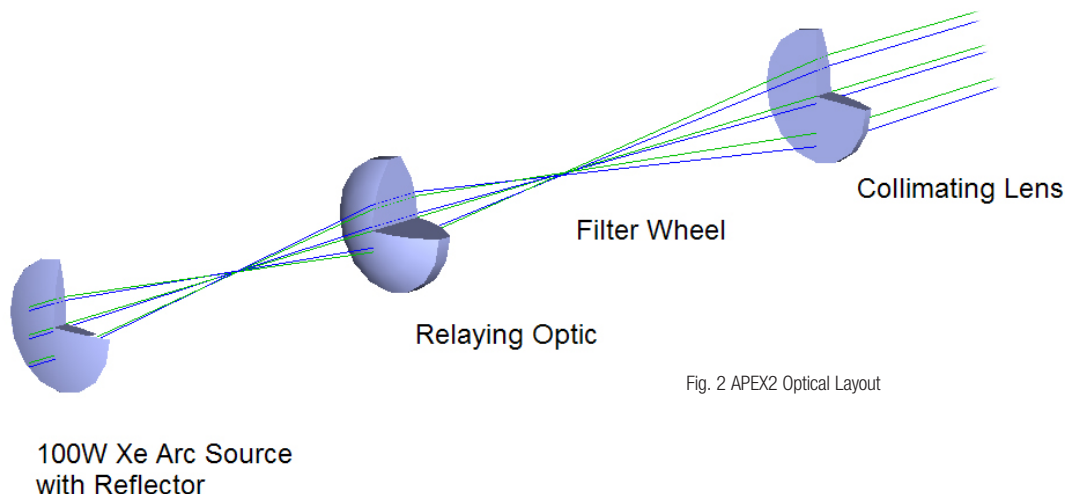 Collimating Lens
Filter Wheel
Relaying Optic
Fig. 2 APEX2 Optical Layout
100W Xe Arc Source
with Reflector